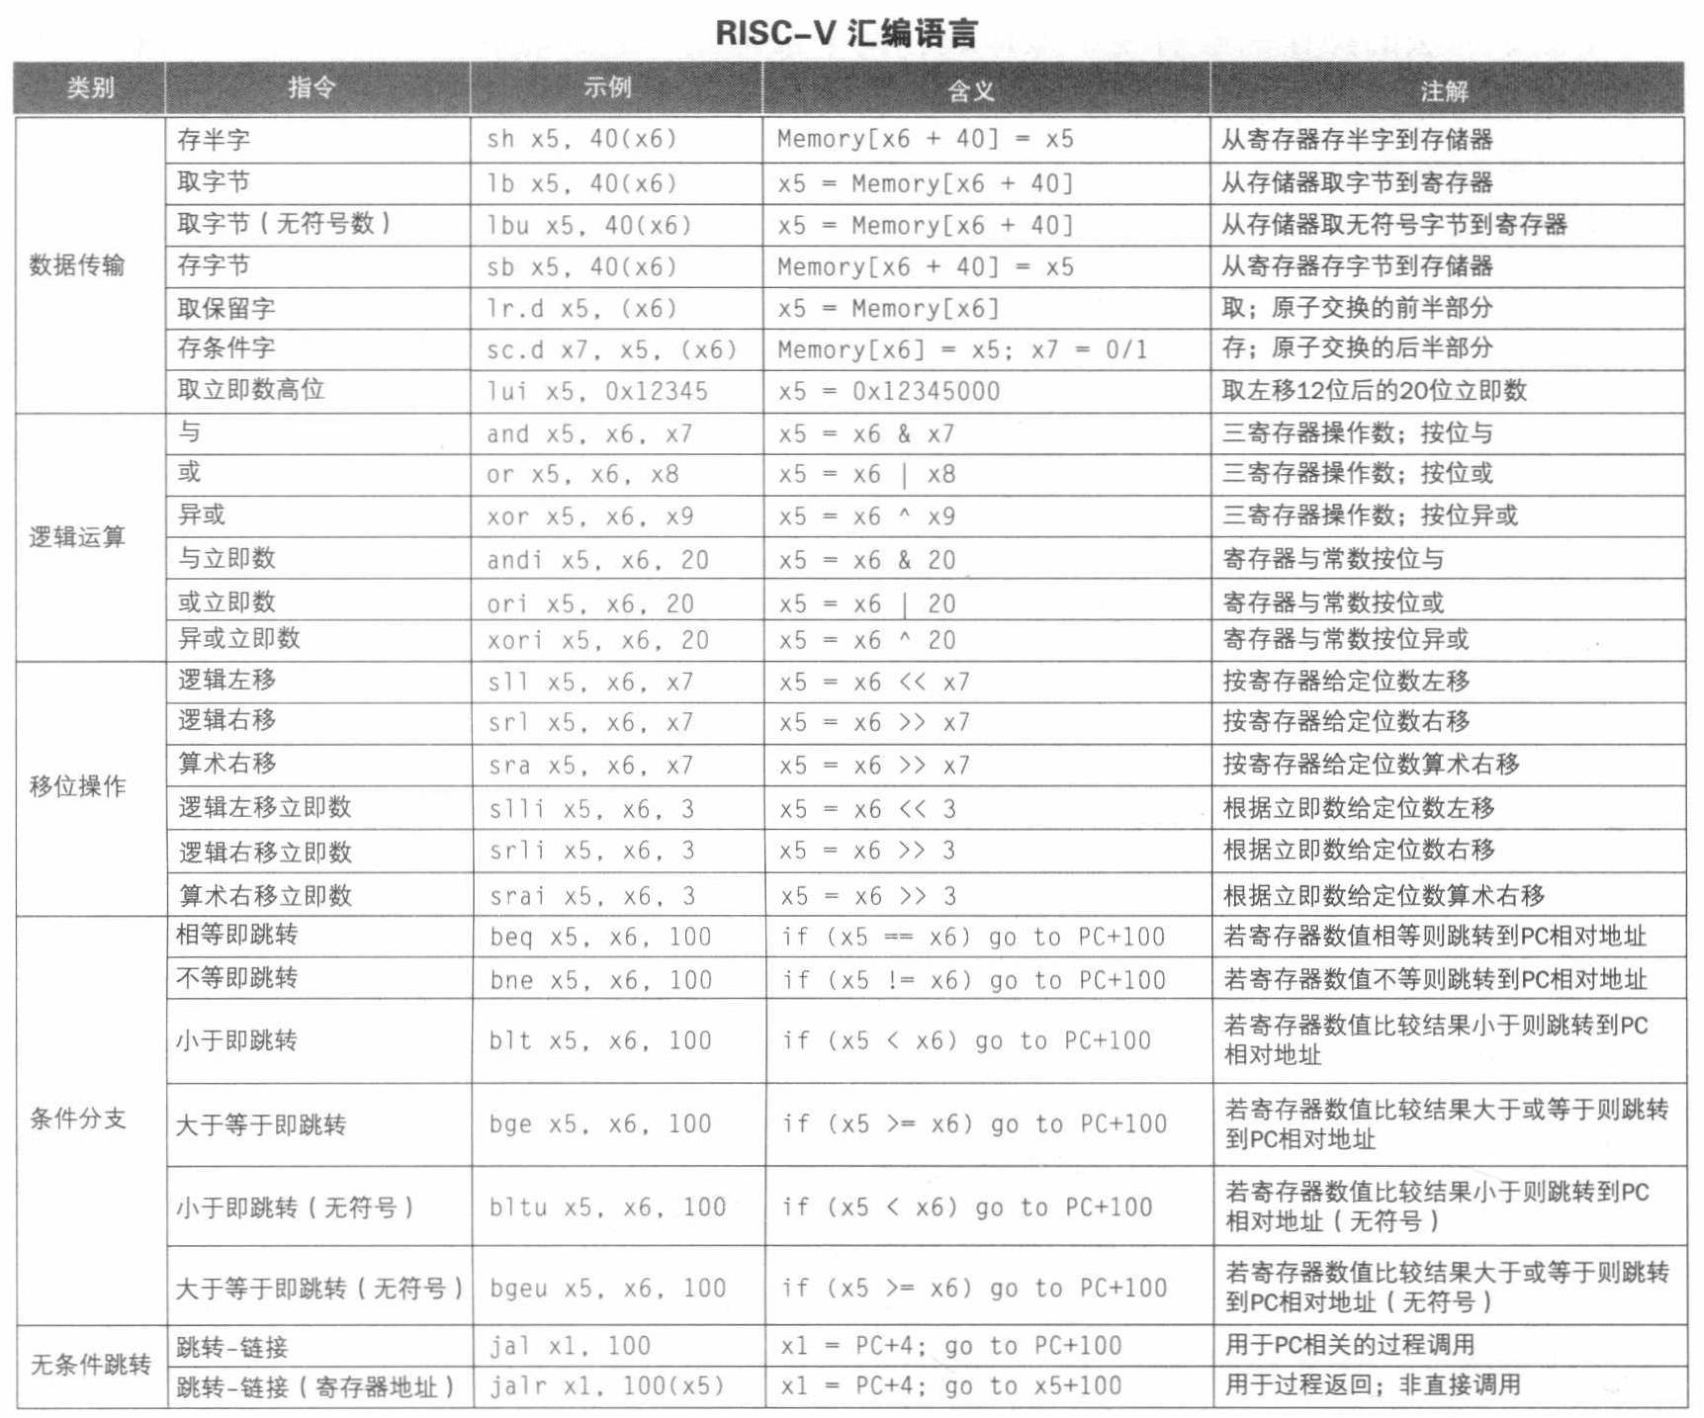 RISC-V 汇编语言
类别 指令 示例 含义 注解
数据传输
存半字 sh x5, 40(x6) Memory[x6 + 40] = x5 从寄存器存半字到存储器
取字节 lb x5, 40(x6) x5 = Memory[x6 + 40] 从存储器取字节到寄存器
取字节（无符号数） lbu x5, 40(x6) x5 = Memory[x6 + 40] 从存储器取无符号字节到寄存器
存字节 sb x5, 40(x6) Memory[x6 + 40] = x5 从寄存器存字节到存储器
取保留字 lr.d x5, (x6) x5 = Memory[x6] 取；原子交换的前半部分
存条件字 sc.d x7, x5, (x6) Memory[x6] = x5; x7 = 0/1 存；原子交换的后半部分
取立即数高位 lui x5, 0x12345 x5 = 0x12345000 取左移12位后的20位立即数
逻辑运算
与 and x5, x6, x7 x5 = x6 & x7 三寄存器操作数；按位与
或 or x5, x6, x8 x5 = x6 | x8 三寄存器操作数；按位或
异或 xor x5, x6, x9 x5 = x6 ^ x9 三寄存器操作数；按位异或
与立即数 andi x5, x6, 20 x5 = x6 & 20 寄存器与常数按位与
或立即数 ori x5, x6, 20 x5 = x6 | 20 寄存器与常数按位或
异或立即数 xori x5, x6, 20 x5 = x6 ^ 20 寄存器与常数按位异或
移位操作
逻辑左移 sll x5, x6, x7 x5 = x6 << x7 按寄存器给定位数左移
逻辑右移 srl x5, x6, x7 x5 = x6 >> x7 按寄存器给定位数右移
算术右移 sra x5, x6, x7 x5 = x6 >> x7 按寄存器给定位数算术右移
逻辑左移立即数 slli x5, x6, 3 x5 = x6 << 3 根据立即数给定位数左移
逻辑右移立即数 srli x5, x6, 3 x5 = x6 >> 3 根据立即数给定位数右移
算术右移立即数 srai x5, x6, 3 x5 = x6 >> 3 根据立即数给定位数算术右移
条件分支
相等即跳转 beq x5, x6, 100 if (x5 == x6) go to PC+100 若寄存器数值相等则跳转到PC相对地址
不等即跳转 bne x5, x6, 100 if (x5 != x6) go to PC+100 若寄存器数值不等则跳转到PC相对地址
小于即跳转 blt x5, x6, 100 if (x5 < x6) go to PC+100 若寄存器数值比较结果小于则跳转到PC
相对地址
大于等于即跳转 bge x5, x6, 100 if (x5 >= x6) go to PC+100 若寄存器数值比较结果大于或等于则跳转
到PC相对地址
小于即跳转（无符号） bltu x5, x6, 100 if (x5 < x6) go to PC+100 若寄存器数值比较结果小于则跳转到PC
相对地址（无符号）
大于等于即跳转（无符号） bgeu x5, x6, 100 if (x5 >= x6) go to PC+100 若寄存器数值比较结果大于或等于则跳转
到PC相对地址（无符号）
无条件跳转
跳转-链接 jal x1, 100 x1 = PC+4; go to PC+100 用于PC相关的过程调用
跳转-链接（寄存器地址） jalr x1, 100(x5) x1 = PC+4; go to x5+100 用于过程返回；非直接调用